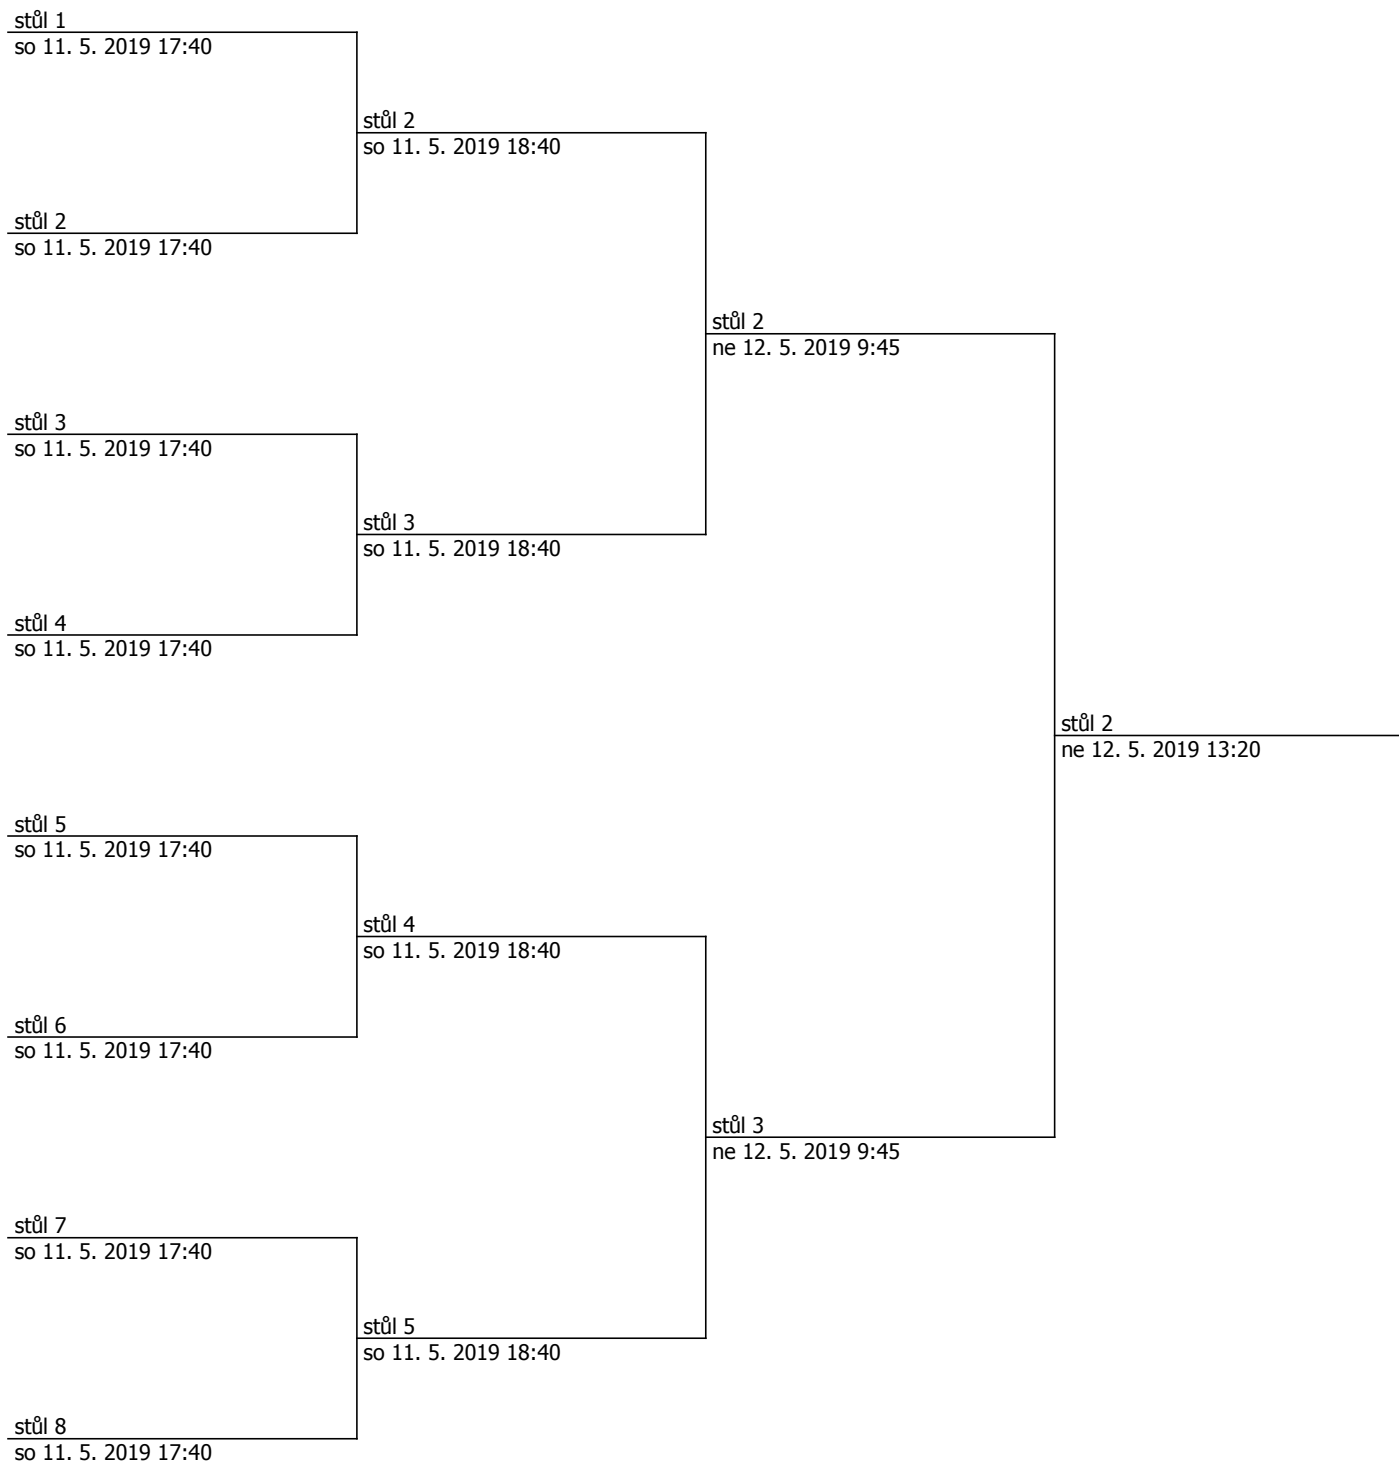 stůl 1
so 11. 5. 2019 17:40
stůl 2
so 11. 5. 2019 18:40
stůl 2
so 11. 5. 2019 17:40
stůl 2
ne 12. 5. 2019 9:45
stůl 3
so 11. 5. 2019 17:40
stůl 3
so 11. 5. 2019 18:40
stůl 4
so 11. 5. 2019 17:40
stůl 2
ne 12. 5. 2019 13:20
stůl 5
so 11. 5. 2019 17:40
stůl 4
so 11. 5. 2019 18:40
stůl 6
so 11. 5. 2019 17:40
stůl 3
ne 12. 5. 2019 9:45
stůl 7
so 11. 5. 2019 17:40
stůl 5
so 11. 5. 2019 18:40
stůl 8
so 11. 5. 2019 17:40